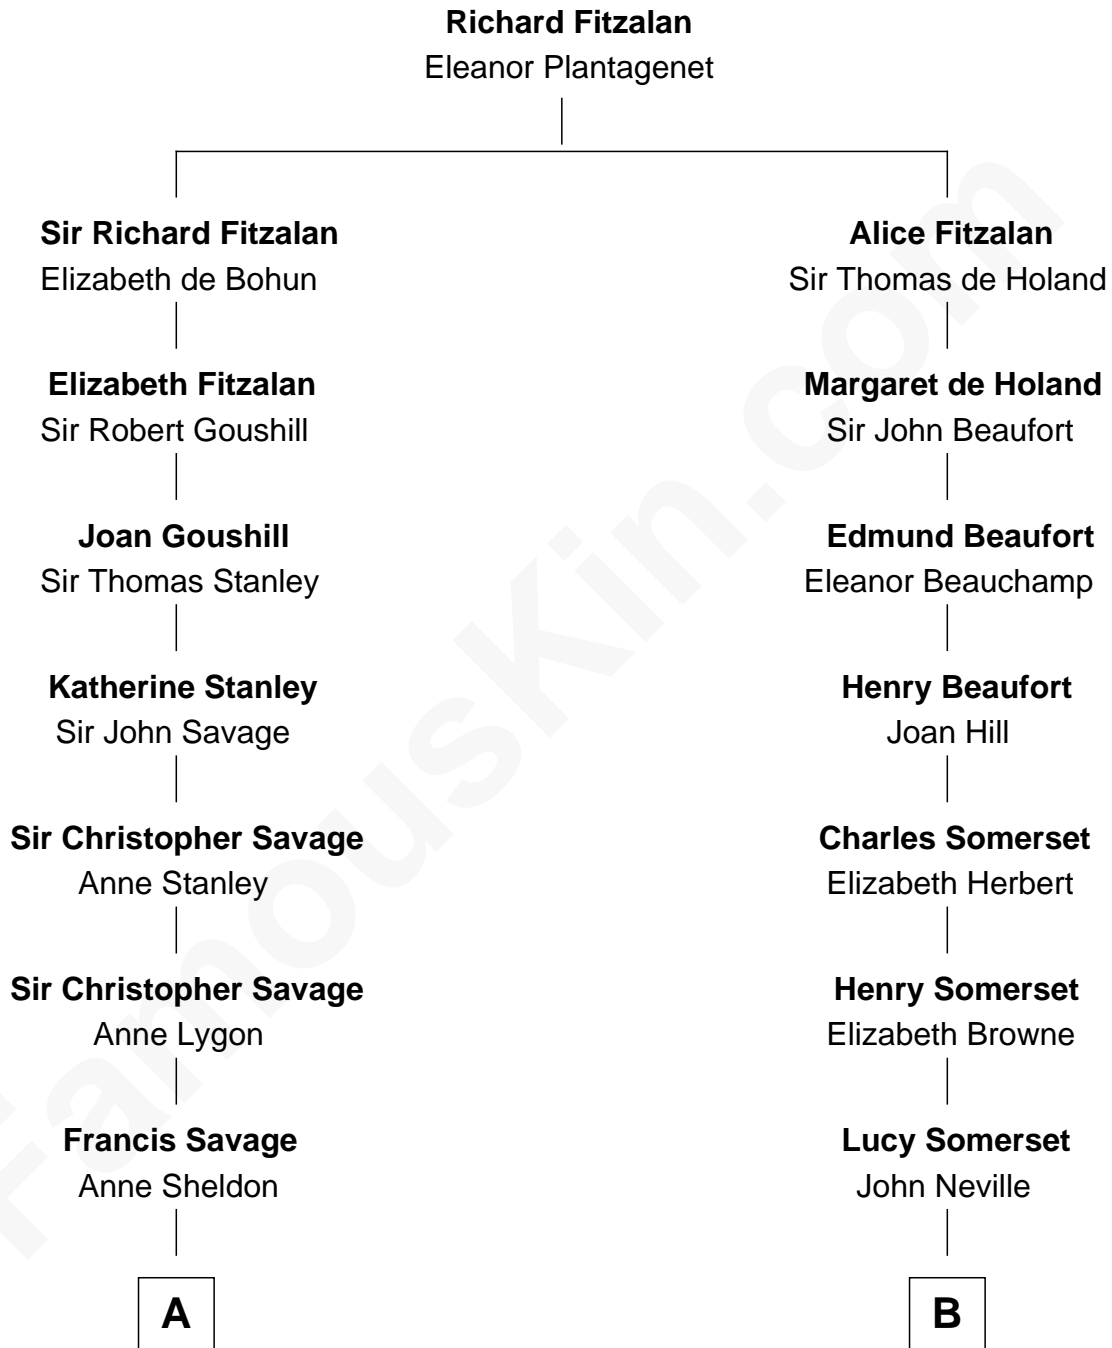 Richard Fitzalan
Eleanor Plantagenet
Sir Richard Fitzalan
Elizabeth de Bohun
Elizabeth Fitzalan
Sir Robert Goushill
Joan Goushill
Sir Thomas Stanley
Katherine Stanley
Sir John Savage
Sir Christopher Savage
Anne Stanley
Sir Christopher Savage
Anne Lygon
Francis Savage
Anne Sheldon
A
Alice Fitzalan
Sir Thomas de Holand
Margaret de Holand
Sir John Beaufort
Edmund Beaufort
Eleanor Beauchamp
Henry Beaufort
Joan Hill
Charles Somerset
Elizabeth Herbert
Henry Somerset
Elizabeth Browne
Lucy Somerset
John Neville
B
FamousKin.com